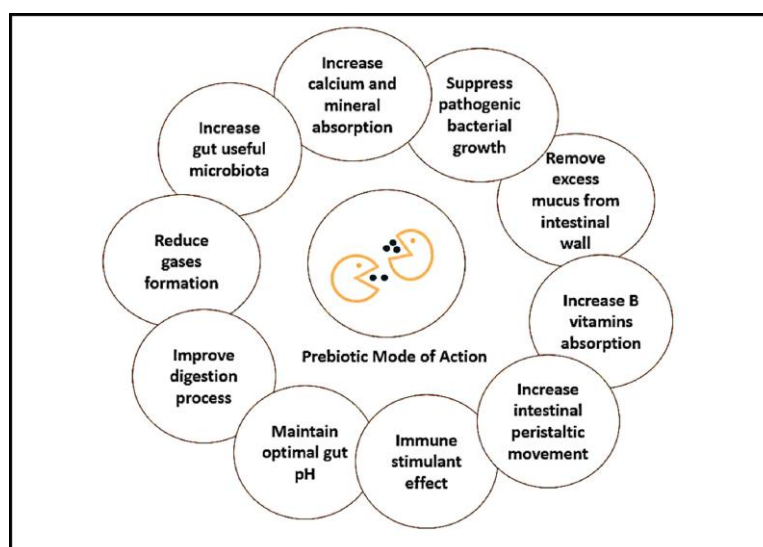 Increase
calcium and
mineral
absorption
Suppress
pathogenic
bacterial
growth
Remove
excess
mucus from
intestinal
wall
Increase B
vitamins
absorption
Increase
intestinal
peristaltic
movement
Immune
stimulant
effect
Maintain
optimal gut
pH
Improve
digestion
process
Reduce
gases
formation
Increase
gut useful
microbiota
Prebiotic Mode of Action